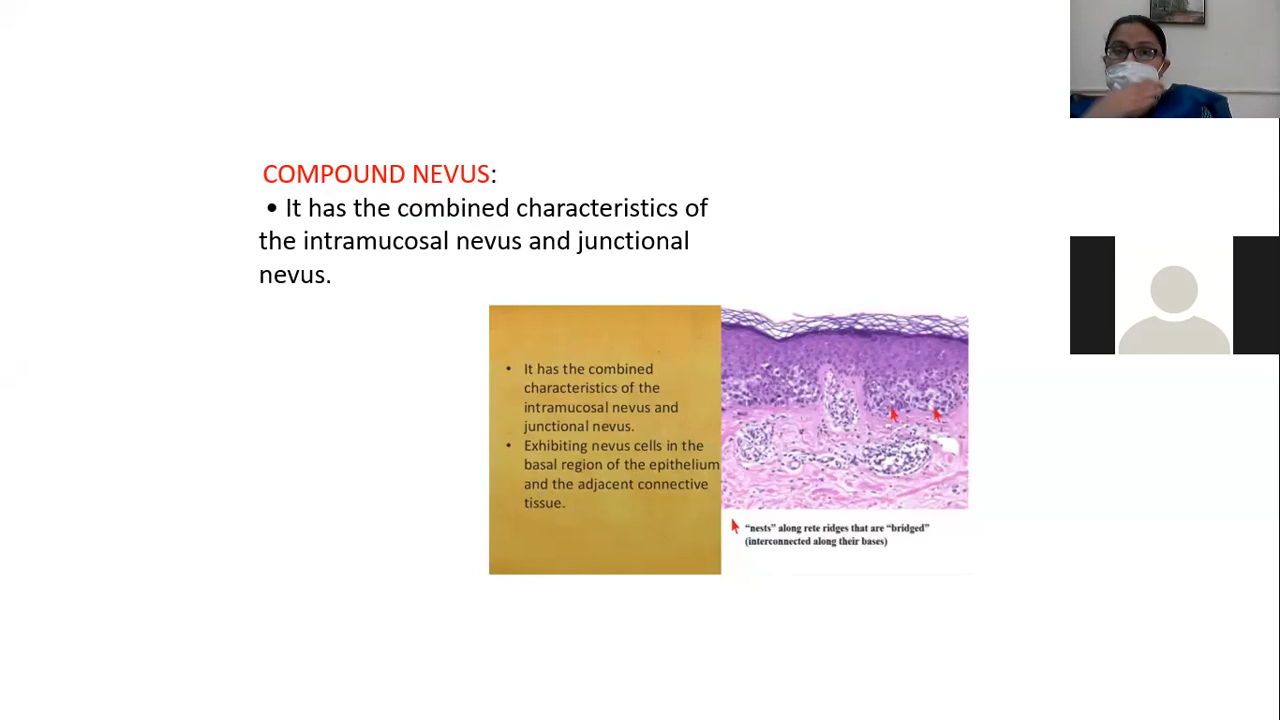 COMPOUND NEVUS:
• It has the combined characteristics of
the intramucosal nevus and junctional
nevus.
• It has the combined
characteristics of the
intramucosal nevus and
junctional nevus.
• Exhibiting nevus cells in the
basal region of the epithelium
and the adjacent connective
tissue.
“nests” along rete ridges that are “bridged”
(interconnected along their bases)